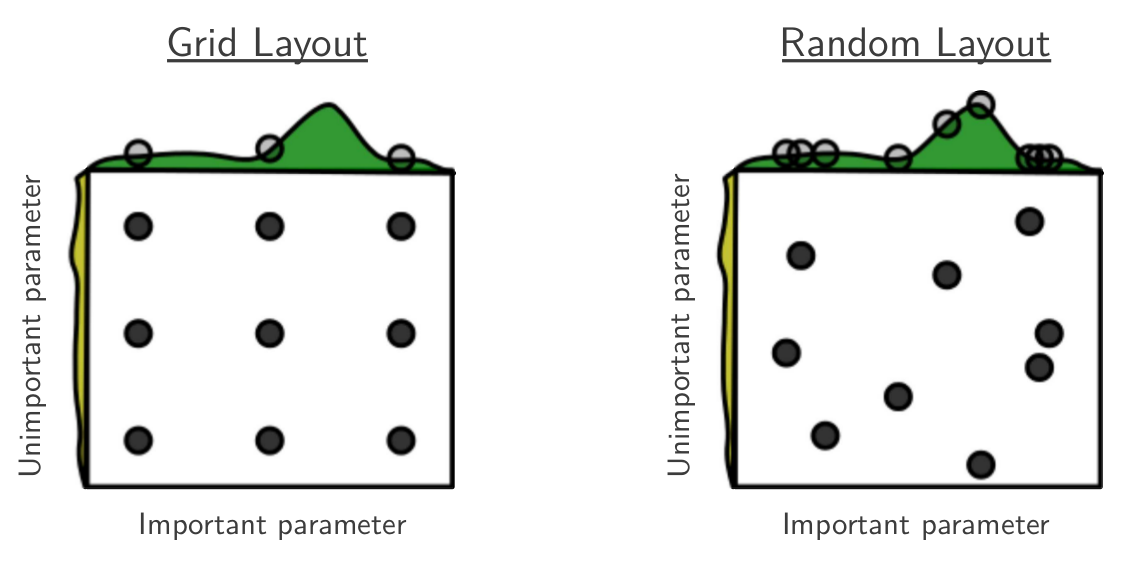 Grid Layout
Unimportant parameter
Important parameter
Random Layout
Unimportant parameter
Important parameter